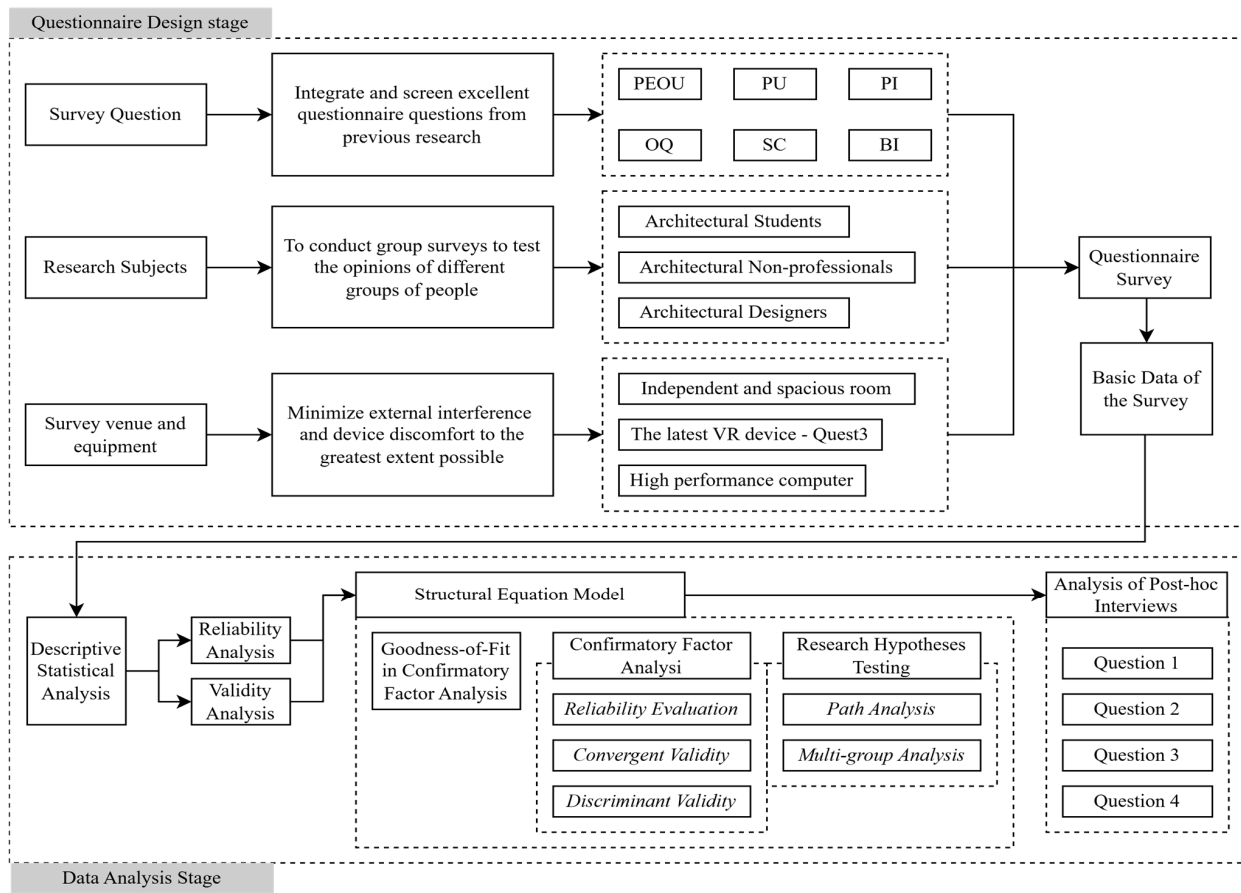 Questionnaire Design stage
Survey Question
Integrate and screen excellent
questionnaire questions from
previous research
PEOU
PU
PI
OQ
SC
BI
Research Subjects
To conduct group surveys to test
the opinions of different
groups of people
Architectural Students
Architectural Non-professionals
Architectural Designers
Survey venue and
equipment
Minimize external interference
and device discomfort to the
greatest extent possible
Independent and spacious room
The latest VR device - Quest3
High performance computer
Questionnaire
Survey
Basic Data of
the Survey
Descriptive
Statistical
Analysis
Reliability
Analysis
Validity
Analysis
Structural Equation Model
Goodness-of-Fit
in Confirmatory
Factor Analysis
Confirmatory Factor
Analysi
Reliability Evaluation
Convergent Validity
Discriminant Validity
Research Hypotheses
Testing
Path Analysis
Multi-group Analysis
Analysis of Post-hoc
Interviews
Question 1
Question 2
Question 3
Question 4
Data Analysis Stage